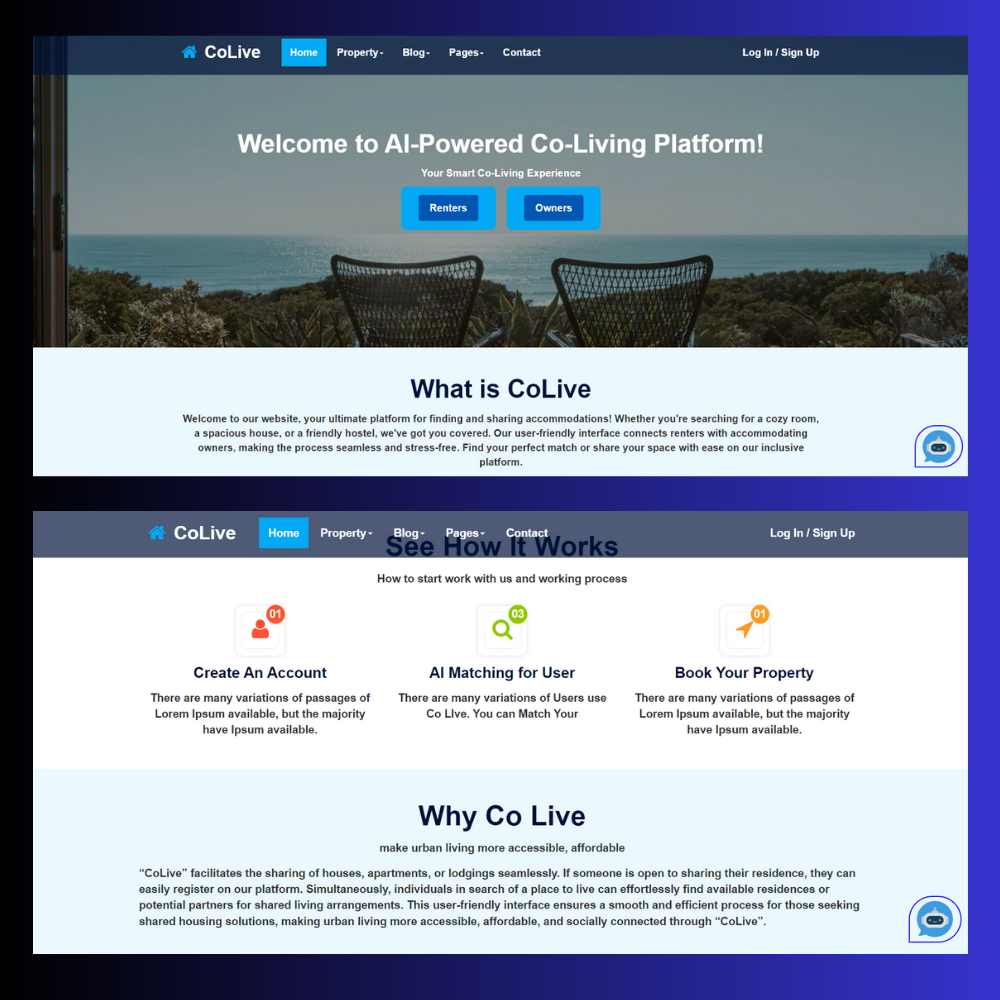 CoLive Home Property Blog Pages Contact Log In / Sign Up
Welcome to AI-Powered Co-Living Platform!
Your Smart Co-Living Experience
Renters Owners
What is CoLive
Welcome to our website, your ultimate platform for finding and sharing accommodations! Whether you're searching for a cozy room,
a spacious house, or a friendly hostel, we've got you covered. Our user-friendly interface connects renters with accommodating
owners, making the process seamless and stress-free. Find your perfect match or share your space with ease on our inclusive
platform.
CoLive Home Property Blog Pages Contact Log In / Sign Up
See How It Works
How to start work with us and working process
01 03 01
Create An Account AI Matching for User Book Your Property
There are many variations of passages of
Lorem Ipsum available, but the majority
have Ipsum available.
There are many variations of Users use
Co LIve. You can Match Your
There are many variations of passages of
Lorem Ipsum available, but the majority
have Ipsum available.
Why Co Live
make urban living more accessible, affordable
“CoLive” facilitates the sharing of houses, apartments, or lodgings seamlessly. If someone is open to sharing their residence, they can
easily register on our platform. Simultaneously, individuals in search of a place to live can effortlessly find available residences or
potential partners for shared living arrangements. This user-friendly interface ensures a smooth and efficient process for those seeking
shared housing solutions, making urban living more accessible, affordable, and socially connected through “CoLive”.